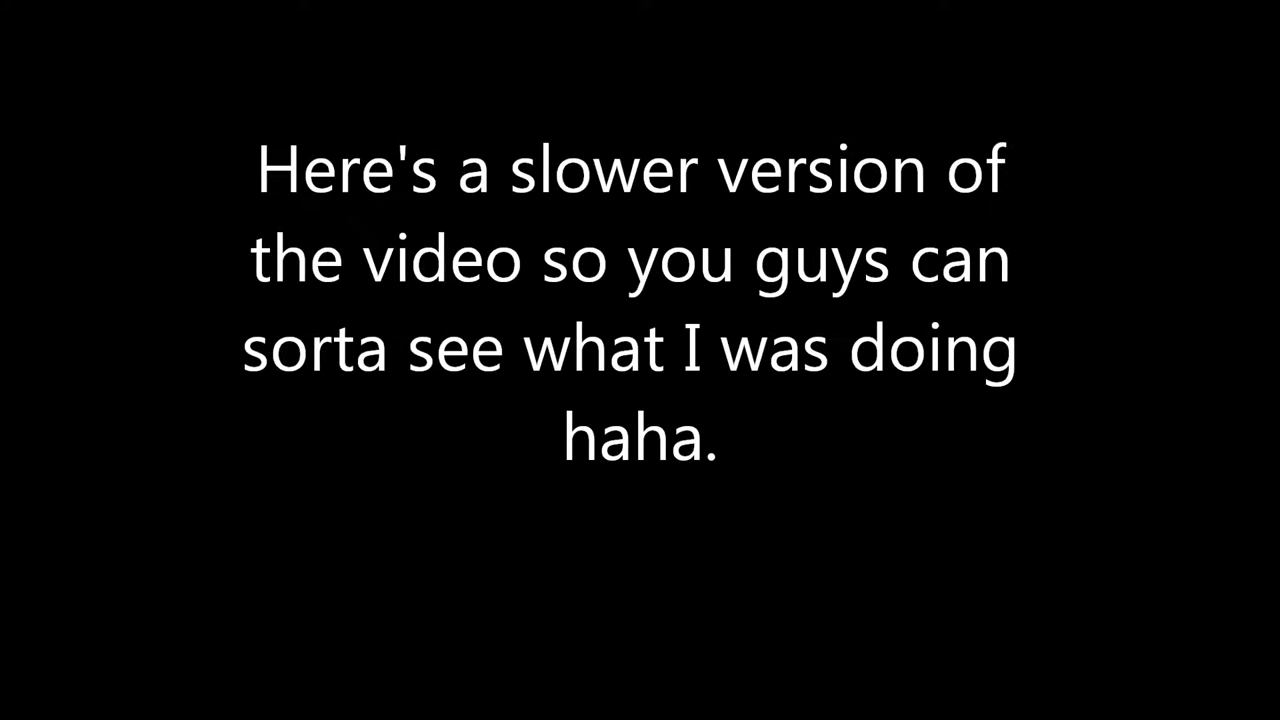 Here's a slower version of
the video so you guys can
sorta see what I was doing
haha.